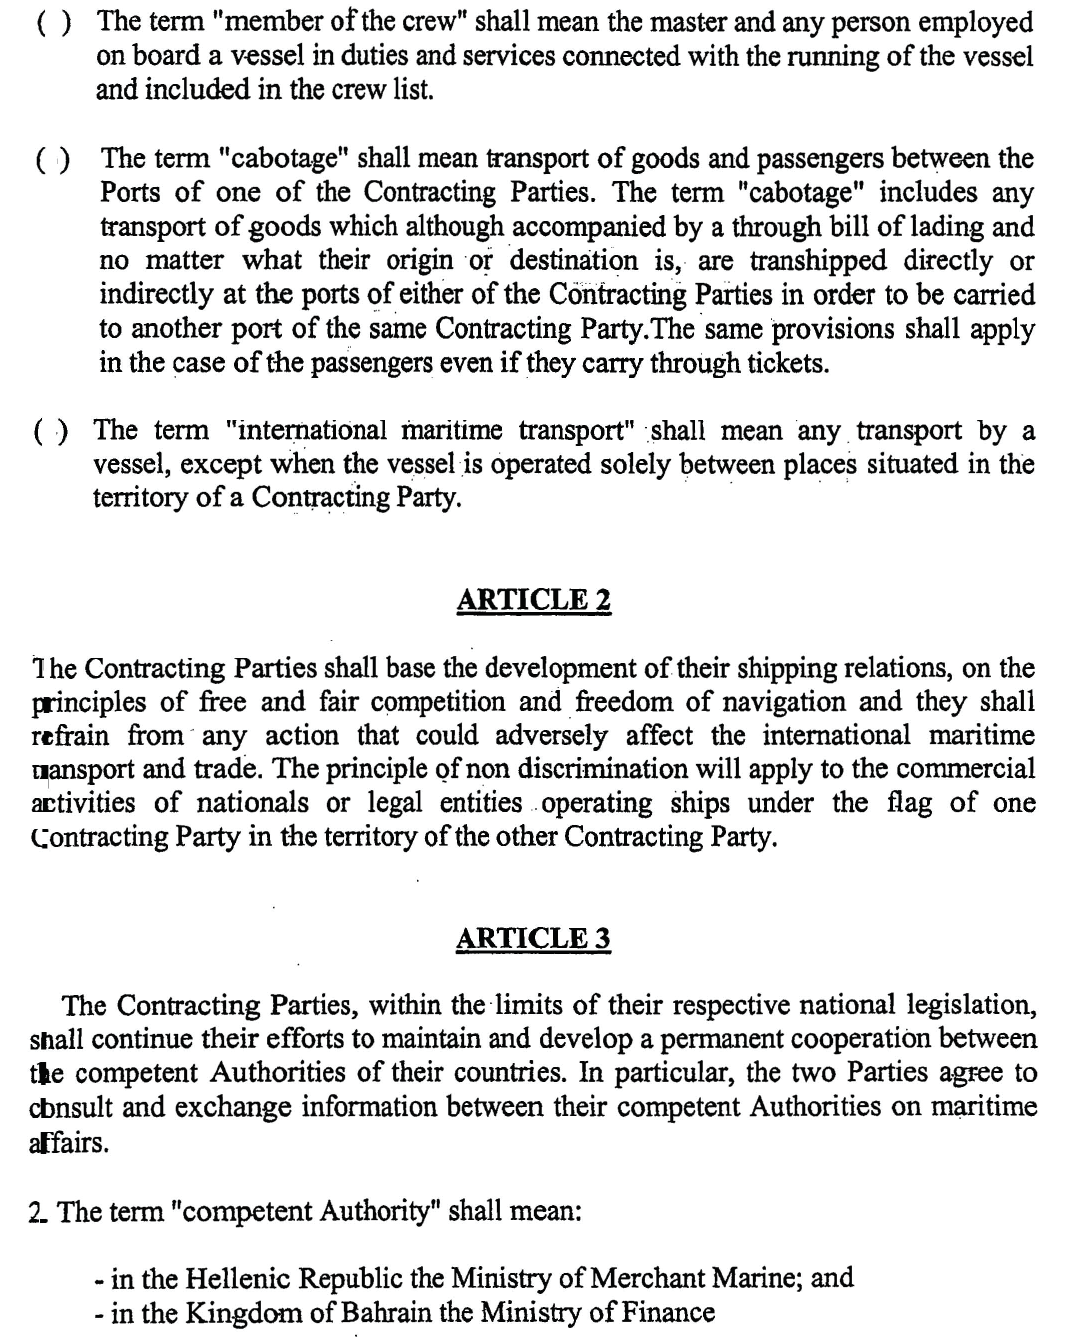 ( ) The term "member of the crew" shall mean the master and any person employed
on board a vessel in duties and services connected with the running of the vessel
and included in the crew list.
( ) The term "cabotage" shall mean transport of goods and passengers between the
Ports of one of the Contracting Parties. The term "cabotage" includes any
transport of goods which although accompanied by a through bill of lading and
no matter what their origin or destination is, are transhipped directly or
indirectly at the ports of either of the Contracting Parties in order to be carried
to another port of the same Contracting Party.The same provisions shall apply
in the case of the passengers even if they carry through tickets.
( ) The term "international maritime transport" shall mean any transport by a
vessel, except when the vessel is operated solely between places situated in the
territory of a Contracting Party.
ARTICLE 2
The Contracting Parties shall base the development of their shipping relations, on the
principles of free and fair competition and freedom of navigation and they shall
refrain from any action that could adversely affect the international maritime
transport and trade. The principle of non discrimination will apply to the commercial
activities of nationals or legal entities operating ships under the flag of one
Contracting Party in the territory of the other Contracting Party.
ARTICLE 3
The Contracting Parties, within the limits of their respective national legislation,
shall continue their efforts to maintain and develop a permanent cooperation between
the competent Authorities of their countries. In particular, the two Parties agree to
consult and exchange information between their competent Authorities on maritime
affairs.
2. The term "competent Authority" shall mean:
- in the Hellenic Republic the Ministry of Merchant Marine; and
- in the Kingdom of Bahrain the Ministry of Finance